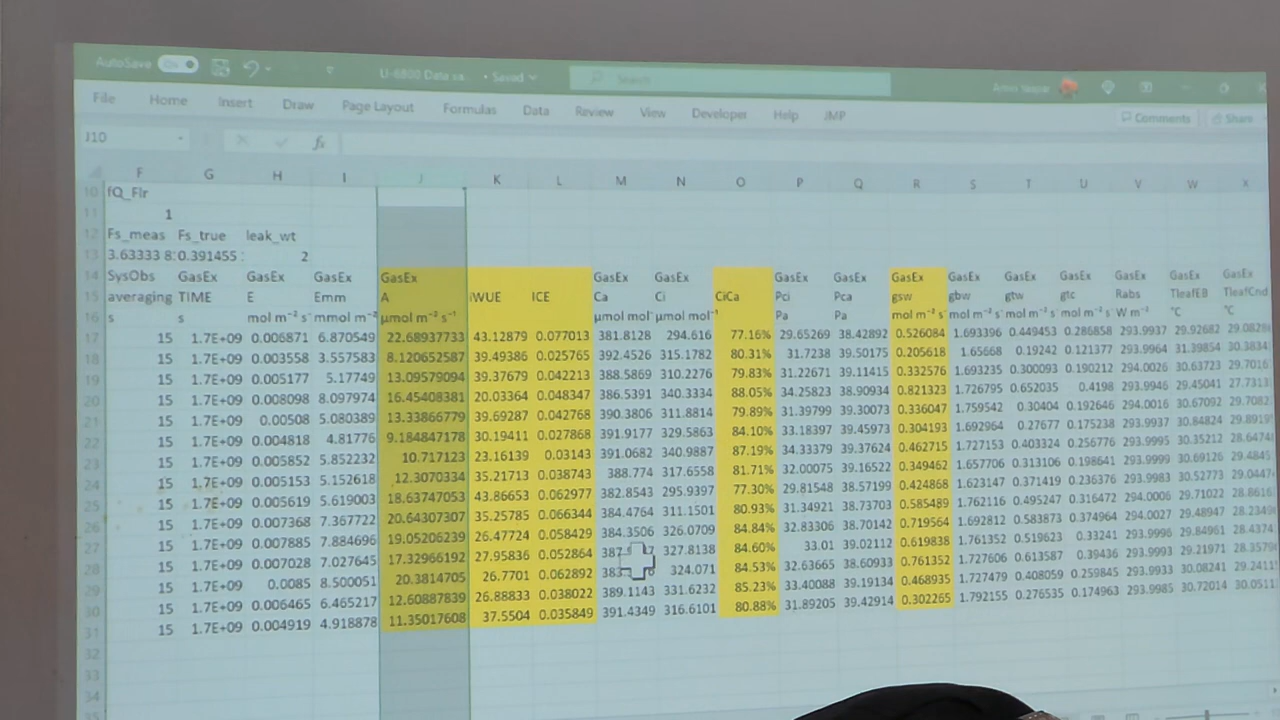 AutoSave On LI-6800 Data sa... • Saved Search
File Home Insert Draw Page Layout Formulas Data Review View Developer Help JMP Comments Share
J10 fx
F G H I J K L M N O P Q R S T U V W X
10 fQ_Flr
11 1
12 Fs_meas Fs_true leak_wt
13 3.63333 8: 0.391455 : 2
14 SysObs GasEx GasEx GasEx GasEx GasEx GasEx GasEx GasEx GasEx GasEx GasEx GasEx GasEx GasEx GasEx
15 averaging TIME E Emm A iWUE ICE Ca Ci CiCa Pci Pca gsw gbw gtw gtc Rabs TleafEB TleafCnd
16 s s mol m⁻² s⁻ mmol m⁻² µmol m⁻² s⁻¹ µmol mol⁻ µmol mol⁻¹ Pa Pa mol m⁻² s⁻ mol m⁻² s mol m⁻² s mol m⁻² s W m⁻² °C °C
17 15 1.7E+09 0.006871 6.870549 22.68937733 43.12879 0.077013 381.8128 294.616 77.16% 29.65269 38.42892 0.526084 1.693396 0.449453 0.286858 293.9937 29.92682
18 15 1.7E+09 0.003558 3.557583 8.120652587 39.49386 0.025765 392.4526 315.1782 80.31% 31.7238 39.50175 0.205618 1.65668 0.19242 0.121377 293.9964 31.39854
19 15 1.7E+09 0.005177 5.17749 13.09579094 39.37679 0.042213 388.5869 310.2276 79.83% 31.22671 39.11415 0.332576 1.693235 0.300093 0.190212 294.0026 30.63723
20 15 1.7E+09 0.008098 8.097974 16.45408381 20.03364 0.048347 386.5391 340.3334 88.05% 34.25823 38.90934 0.821323 1.726795 0.652035 0.4198 293.9946 29.45041
21 15 1.7E+09 0.00508 5.080389 13.33866779 39.69287 0.042768 390.3806 311.8814 79.89% 31.39799 39.30073 0.336047 1.759542 0.30404 0.192646 294.0016 30.67092
22 15 1.7E+09 0.004818 4.81776 9.184847178 30.19411 0.027868 391.9177 329.5863 84.10% 33.18397 39.45973 0.304193 1.692964 0.27677 0.175238 293.9937 30.84824
23 15 1.7E+09 0.005852 5.852232 10.717123 23.16139 0.03143 391.0682 340.9887 87.19% 34.33379 39.37624 0.462715 1.727153 0.403324 0.256776 293.9995 30.35212
24 15 1.7E+09 0.005153 5.152618 12.3070334 35.21713 0.038743 388.774 317.6558 81.71% 32.00075 39.16522 0.349462 1.657706 0.313106 0.198641 293.9999 30.69126
25 15 1.7E+09 0.005619 5.619003 18.63747053 43.86653 0.062977 382.8543 295.9397 77.30% 29.81548 38.57199 0.424868 1.623147 0.371419 0.236376 293.9983 30.52773
26 15 1.7E+09 0.007368 7.367722 20.64307307 35.25785 0.066344 384.4764 311.1501 80.93% 31.34921 38.73703 0.585489 1.762116 0.495247 0.316472 294.0006 29.71022
27 15 1.7E+09 0.007885 7.884696 19.05206239 26.47724 0.058429 384.3506 326.0709 84.84% 32.83306 38.70142 0.719564 1.692812 0.583873 0.374964 294.0027 29.48947
28 15 1.7E+09 0.007028 7.027645 17.32966192 27.95836 0.052864 387 327.8138 84.60% 33.01 39.02112 0.619838 1.761352 0.519623 0.33241 293.9996 29.84961
29 15 1.7E+09 0.0085 8.500051 20.3814705 26.7701 0.062892 383 324.071 84.53% 32.63665 38.60933 0.761352 1.727606 0.613587 0.39436 293.9993 29.21971
30 15 1.7E+09 0.006465 6.465217 12.60887839 26.88833 0.038022 389.1143 331.6232 85.23% 33.40088 39.19134 0.468935 1.727479 0.408059 0.259845 293.9933 30.08241
31 15 1.7E+09 0.004919 4.918878 11.35017608 37.5504 0.035849 391.4349 316.6101 80.88% 31.89205 39.42914 0.302265 1.792155 0.276535 0.174963 293.9985 30.72014
32
33
34